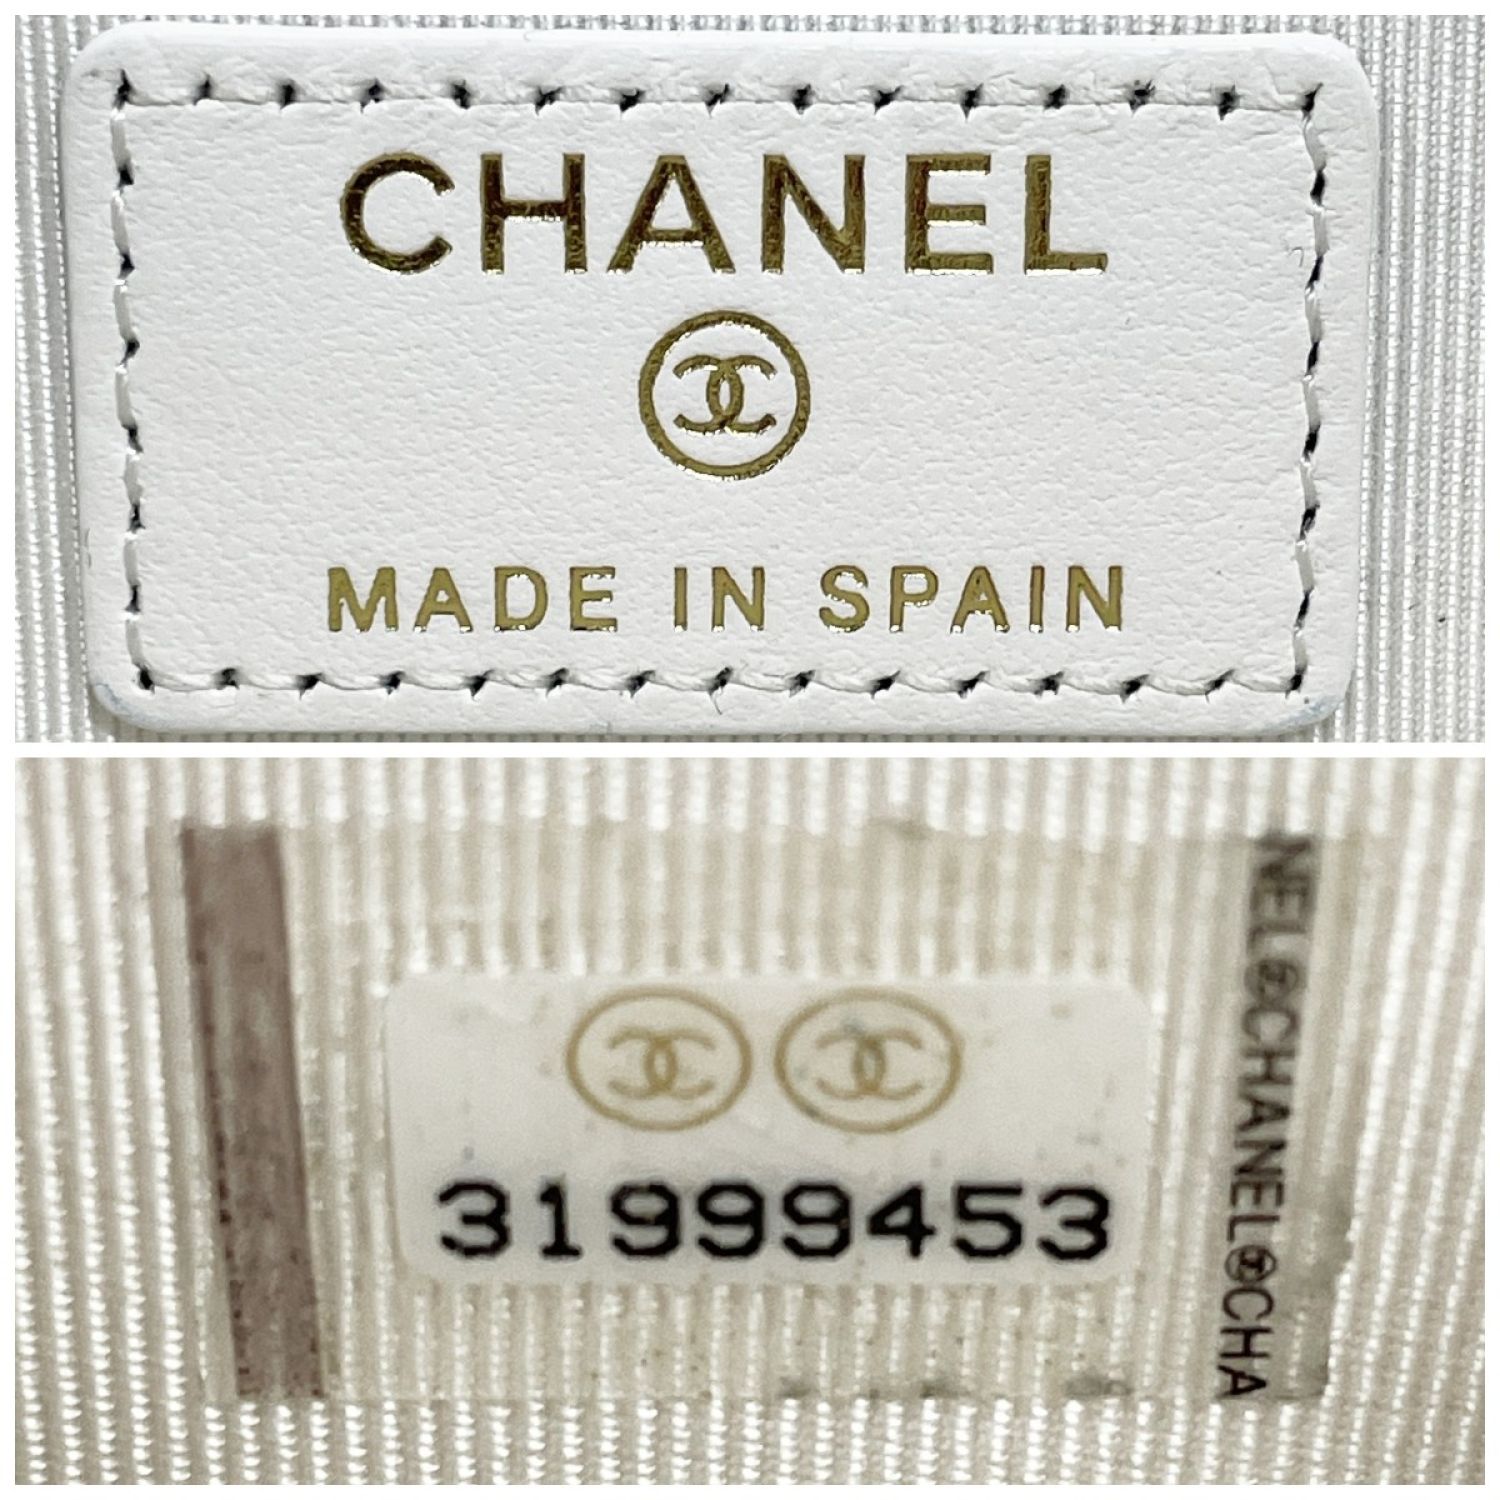 CHANEL
MADE IN SPAIN
31999453
NEL CHANEL CHA